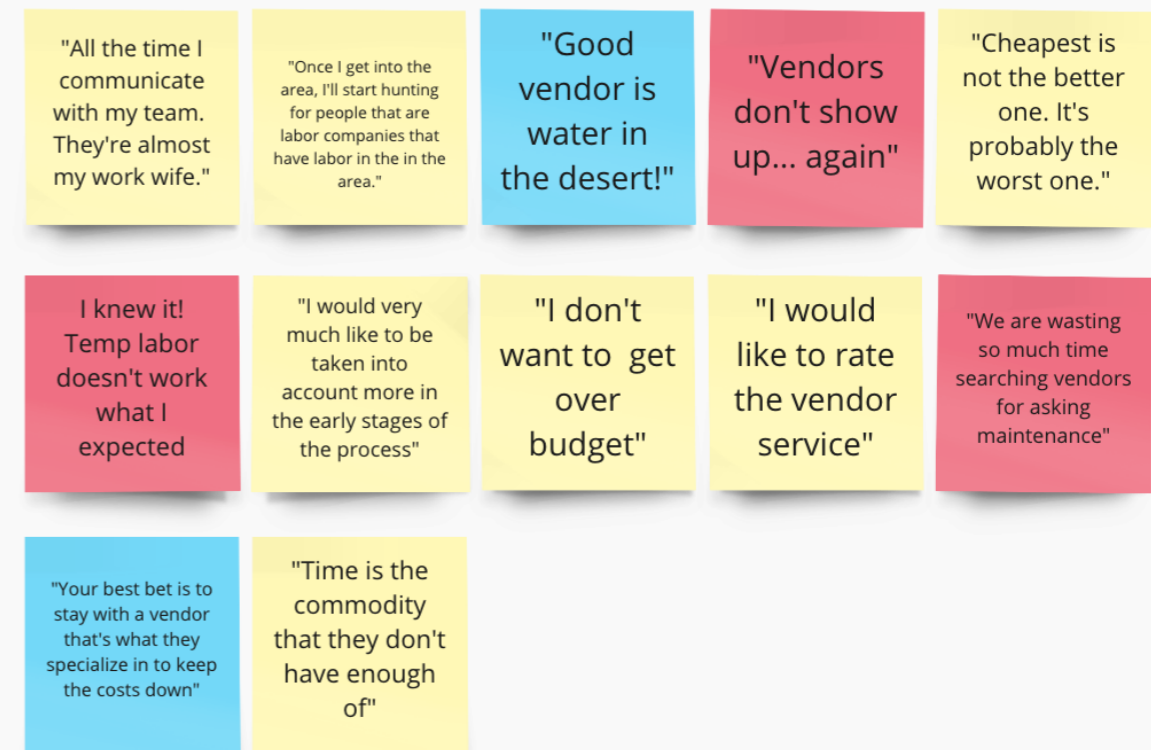 "All the time I
communicate
with my team.
They're almost
my work wife."
"Once I get into the
area, I'll start hunting
for people that are
labor companies that
have labor in the in the
area."
"Good
vendor is
water in
the desert!"
"Vendors
don't show
up... again"
"Cheapest is
not the better
one. It's
probably the
worst one."
I knew it!
Temp labor
doesn't work
what I
expected
"I would very
much like to be
taken into
account more in
the early stages of
the process"
"I don't
want to  get
over
budget"
"I would
like to rate
the vendor
service"
"We are wasting
so much time
searching vendors
for asking
maintenance"
"Your best bet is to
stay with a vendor
that's what they
specialize in to keep
the costs down"
"Time is the
commodity
that they don't
have enough
of"